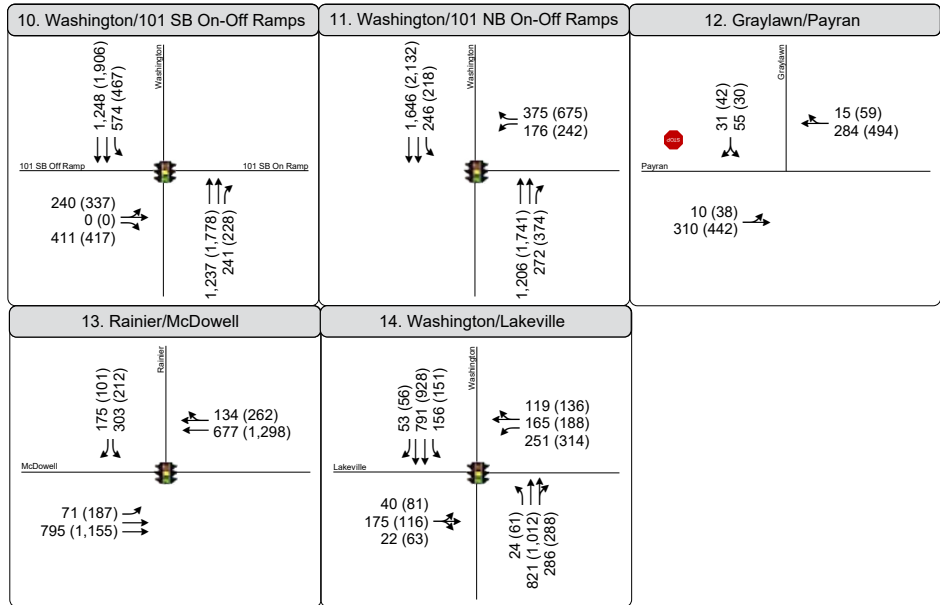 10. Washington/101 SB On-Off Ramps
1,248 (1,906)
574 (467)
Washington
101 SB Off Ramp
101 SB On Ramp
240 (337)
0 (0)
411 (417)
1,237 (1,778)
241 (228)
11. Washington/101 NB On-Off Ramps
1,646 (2,132)
246 (218)
Washington
375 (675)
176 (242)
1,206 (1,741)
272 (374)
12. Graylawn/Payran
31 (42)
55 (30)
Graylawn
15 (59)
284 (494)
STOP
Payran
10 (38)
310 (442)
13. Rainier/McDowell
175 (101)
303 (212)
Rainier
134 (262)
677 (1,298)
McDowell
71 (187)
795 (1,155)
14. Washington/Lakeville
53 (56)
791 (928)
156 (151)
Washington
119 (136)
165 (188)
251 (314)
Lakeville
40 (81)
175 (116)
22 (63)
24 (61)
821 (1,012)
286 (288)